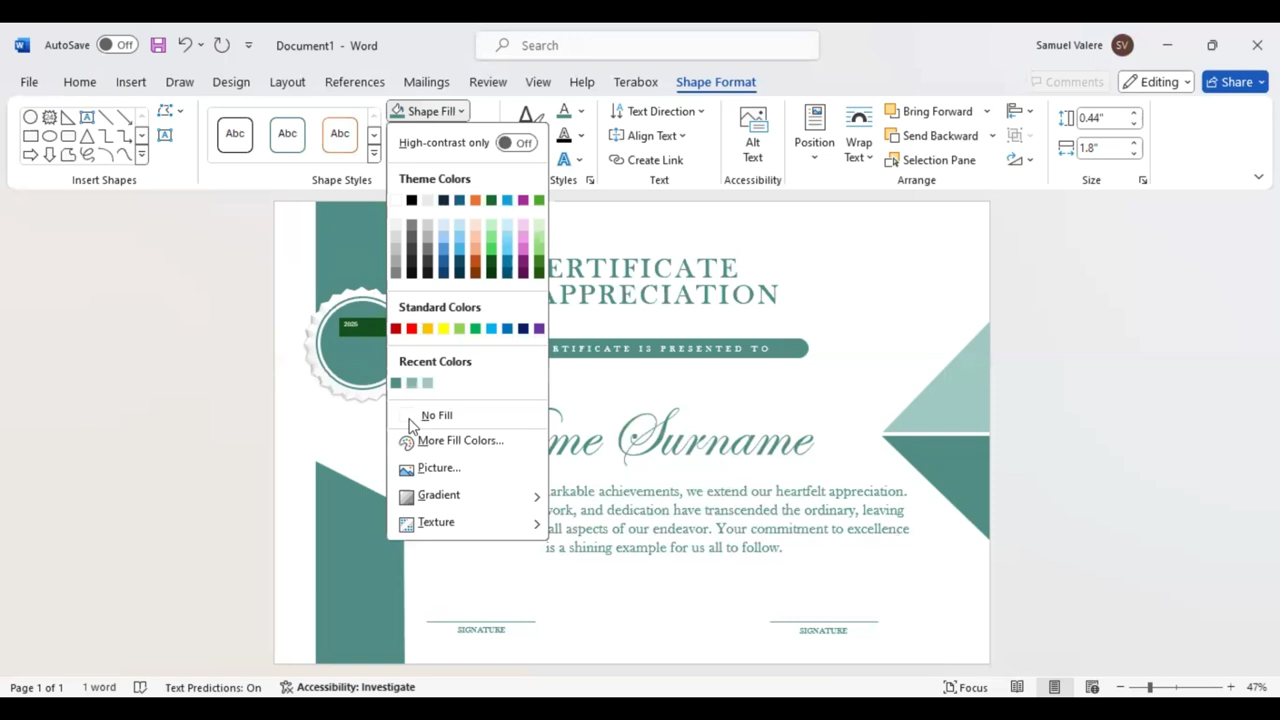 AutoSave Off Document1 - Word Search Samuel Valere SV
File Home Insert Draw Design Layout References Mailings Review View Help Terabox Shape Format Comments Editing Share
Abc Abc Abc Shape Fill Text Direction Bring Forward 0.44"
Align Text Send Backward 1.8"
Create Link Selection Pane
Alt Text Position Wrap Text
Insert Shapes Shape Styles Styles Text Accessibility Arrange Size
High-contrast only Off
Theme Colors
Standard Colors
Recent Colors
No Fill
More Fill Colors...
Picture...
Gradient
Texture
2025
ERTIFICATE
APPRECIATION
RTIFICATE IS PRESENTED TO
me Surname
arkable achievements, we extend our heartfelt appreciation.
work, and dedication have transcended the ordinary, leaving
all aspects of our endeavor. Your commitment to excellence
is a shining example for us all to follow.
SIGNATURE SIGNATURE
Page 1 of 1 1 word Text Predictions: On Accessibility: Investigate Focus 47%